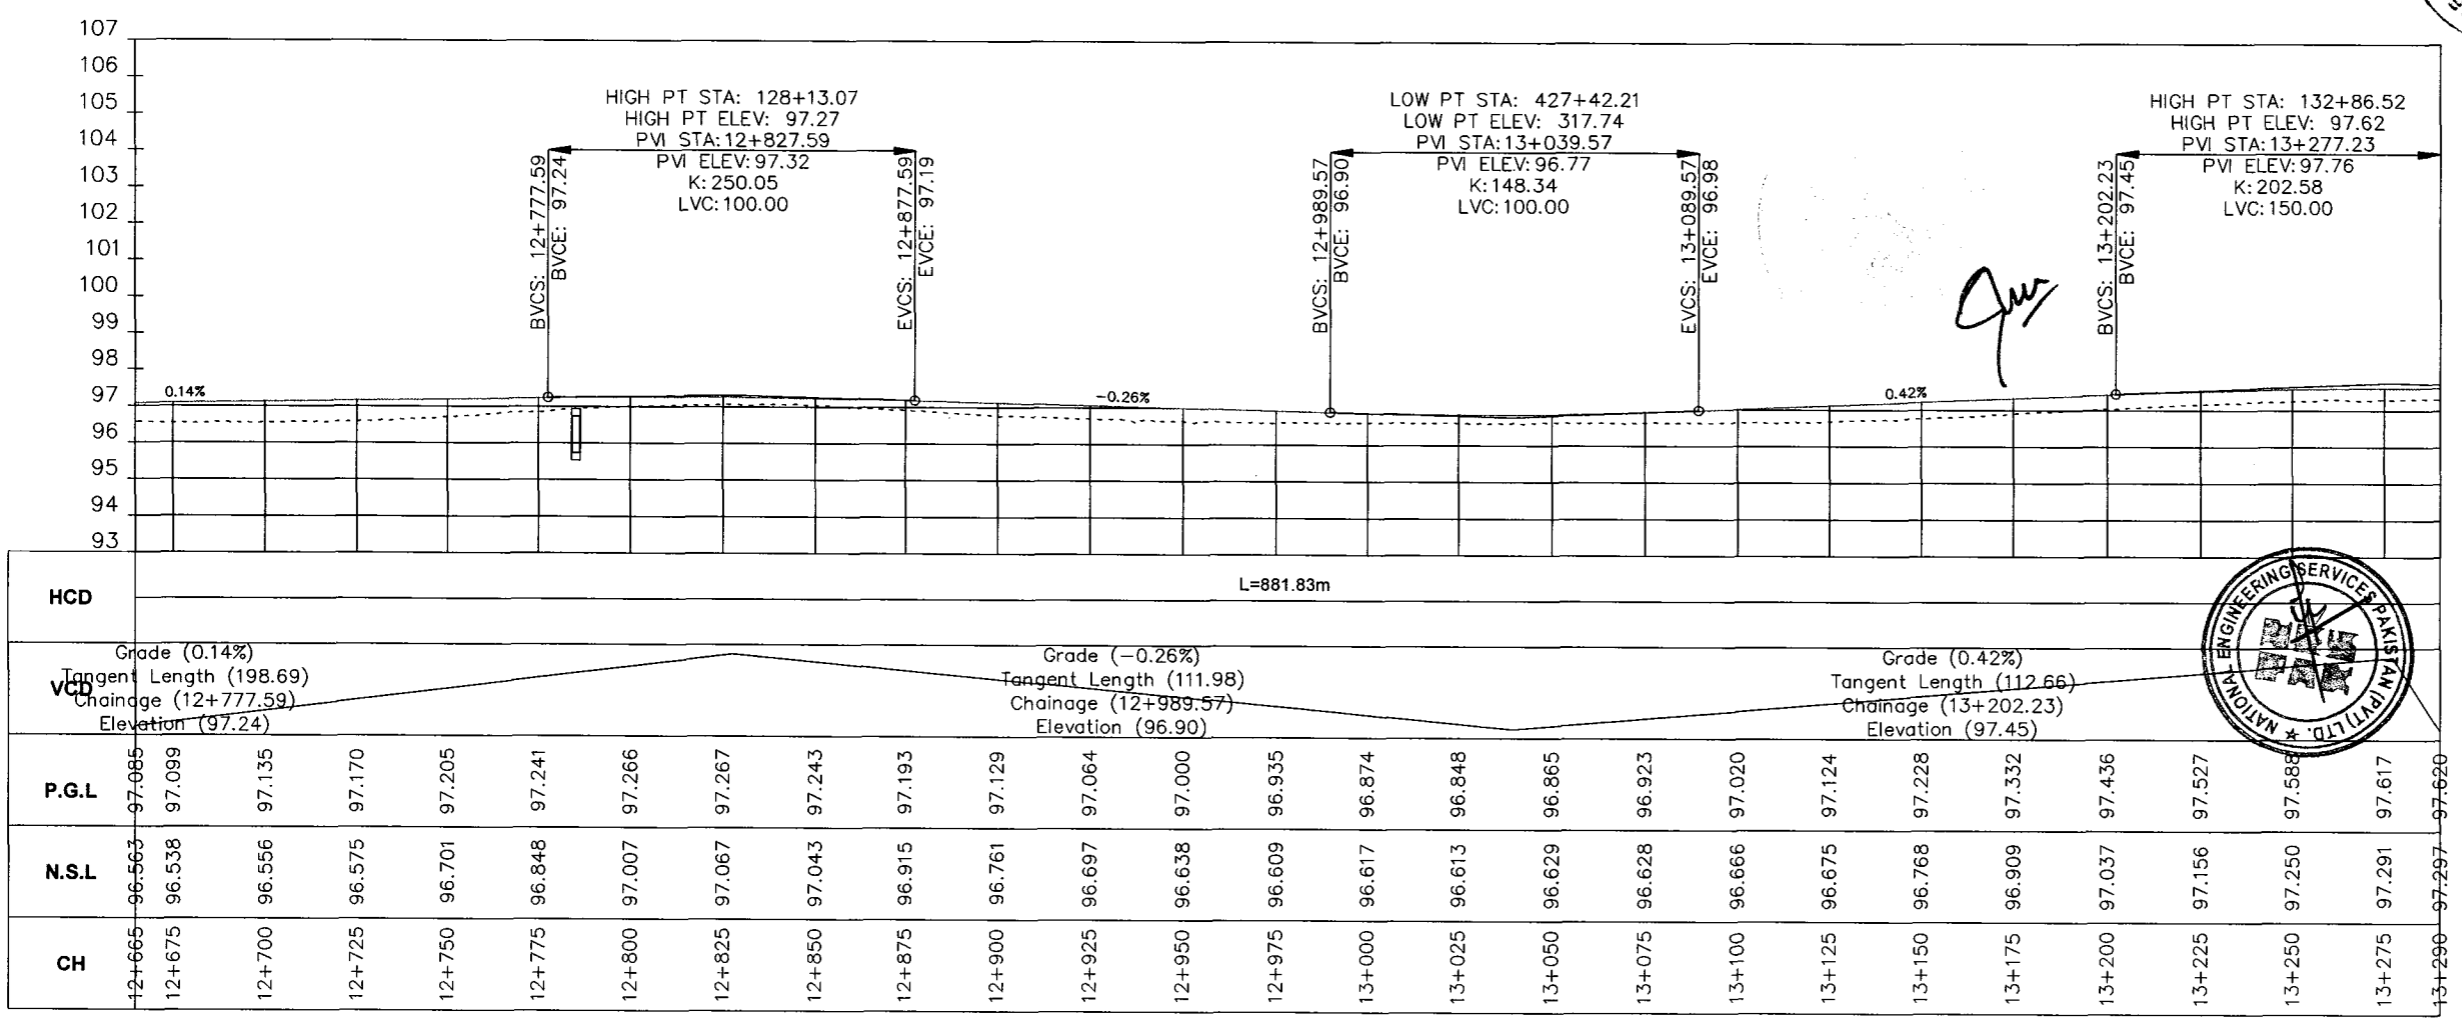 107
106
105
104
103
102
101
100
99
98
97
96
95
94
93
HIGH PT STA: 128+13.07
HIGH PT ELEV: 97.27
PVI STA:12+827.59
PVI ELEV:97.32
K:250.05
LVC:100.00
BVCS: 12+777.59
BVCE: 97.24
EVCS: 12+877.59
EVCE: 97.19
LOW PT STA: 427+42.21
LOW PT ELEV: 317.74
PVI STA:13+039.57
PVI ELEV:96.77
K:148.34
LVC:100.00
BVCS: 12+989.57
BVCE: 96.90
EVCS: 13+089.57
EVCE: 96.98
HIGH PT STA: 132+86.52
HIGH PT ELEV: 97.62
PVI STA:13+277.23
PVI ELEV:97.76
K:202.58
LVC:150.00
BVCS: 13+202.23
BVCE: 97.45
0.14%
-0.26%
0.42%
HCD
L=881.83m
VCD
Grade (0.14%)
Tangent Length (198.69)
Chainage (12+777.59)
Elevation (97.24)
Grade (-0.26%)
Tangent Length (111.98)
Chainage (12+989.57)
Elevation (96.90)
Grade (0.42%)
Tangent Length (112.66)
Chainage (13+202.23)
Elevation (97.45)
NATIONAL ENGINEERING SERVICES PAKISTAN (PVT) LTD. ★
P.G.L 97.085 97.099 97.135 97.170 97.205 97.241 97.266 97.267 97.243 97.193 97.129 97.064 97.000 96.935 96.874 96.848 96.865 96.923 97.020 97.124 97.228 97.332 97.436 97.527 97.588 97.617 97.620
N.S.L 96.563 96.538 96.556 96.575 96.701 96.848 97.007 97.067 97.043 96.915 96.761 96.697 96.638 96.609 96.617 96.613 96.629 96.628 96.666 96.675 96.768 96.909 97.037 97.156 97.250 97.291 97.297
CH 12+665 12+675 12+700 12+725 12+750 12+775 12+800 12+825 12+850 12+875 12+900 12+925 12+950 12+975 13+000 13+025 13+050 13+075 13+100 13+125 13+150 13+175 13+200 13+225 13+250 13+275 13+290